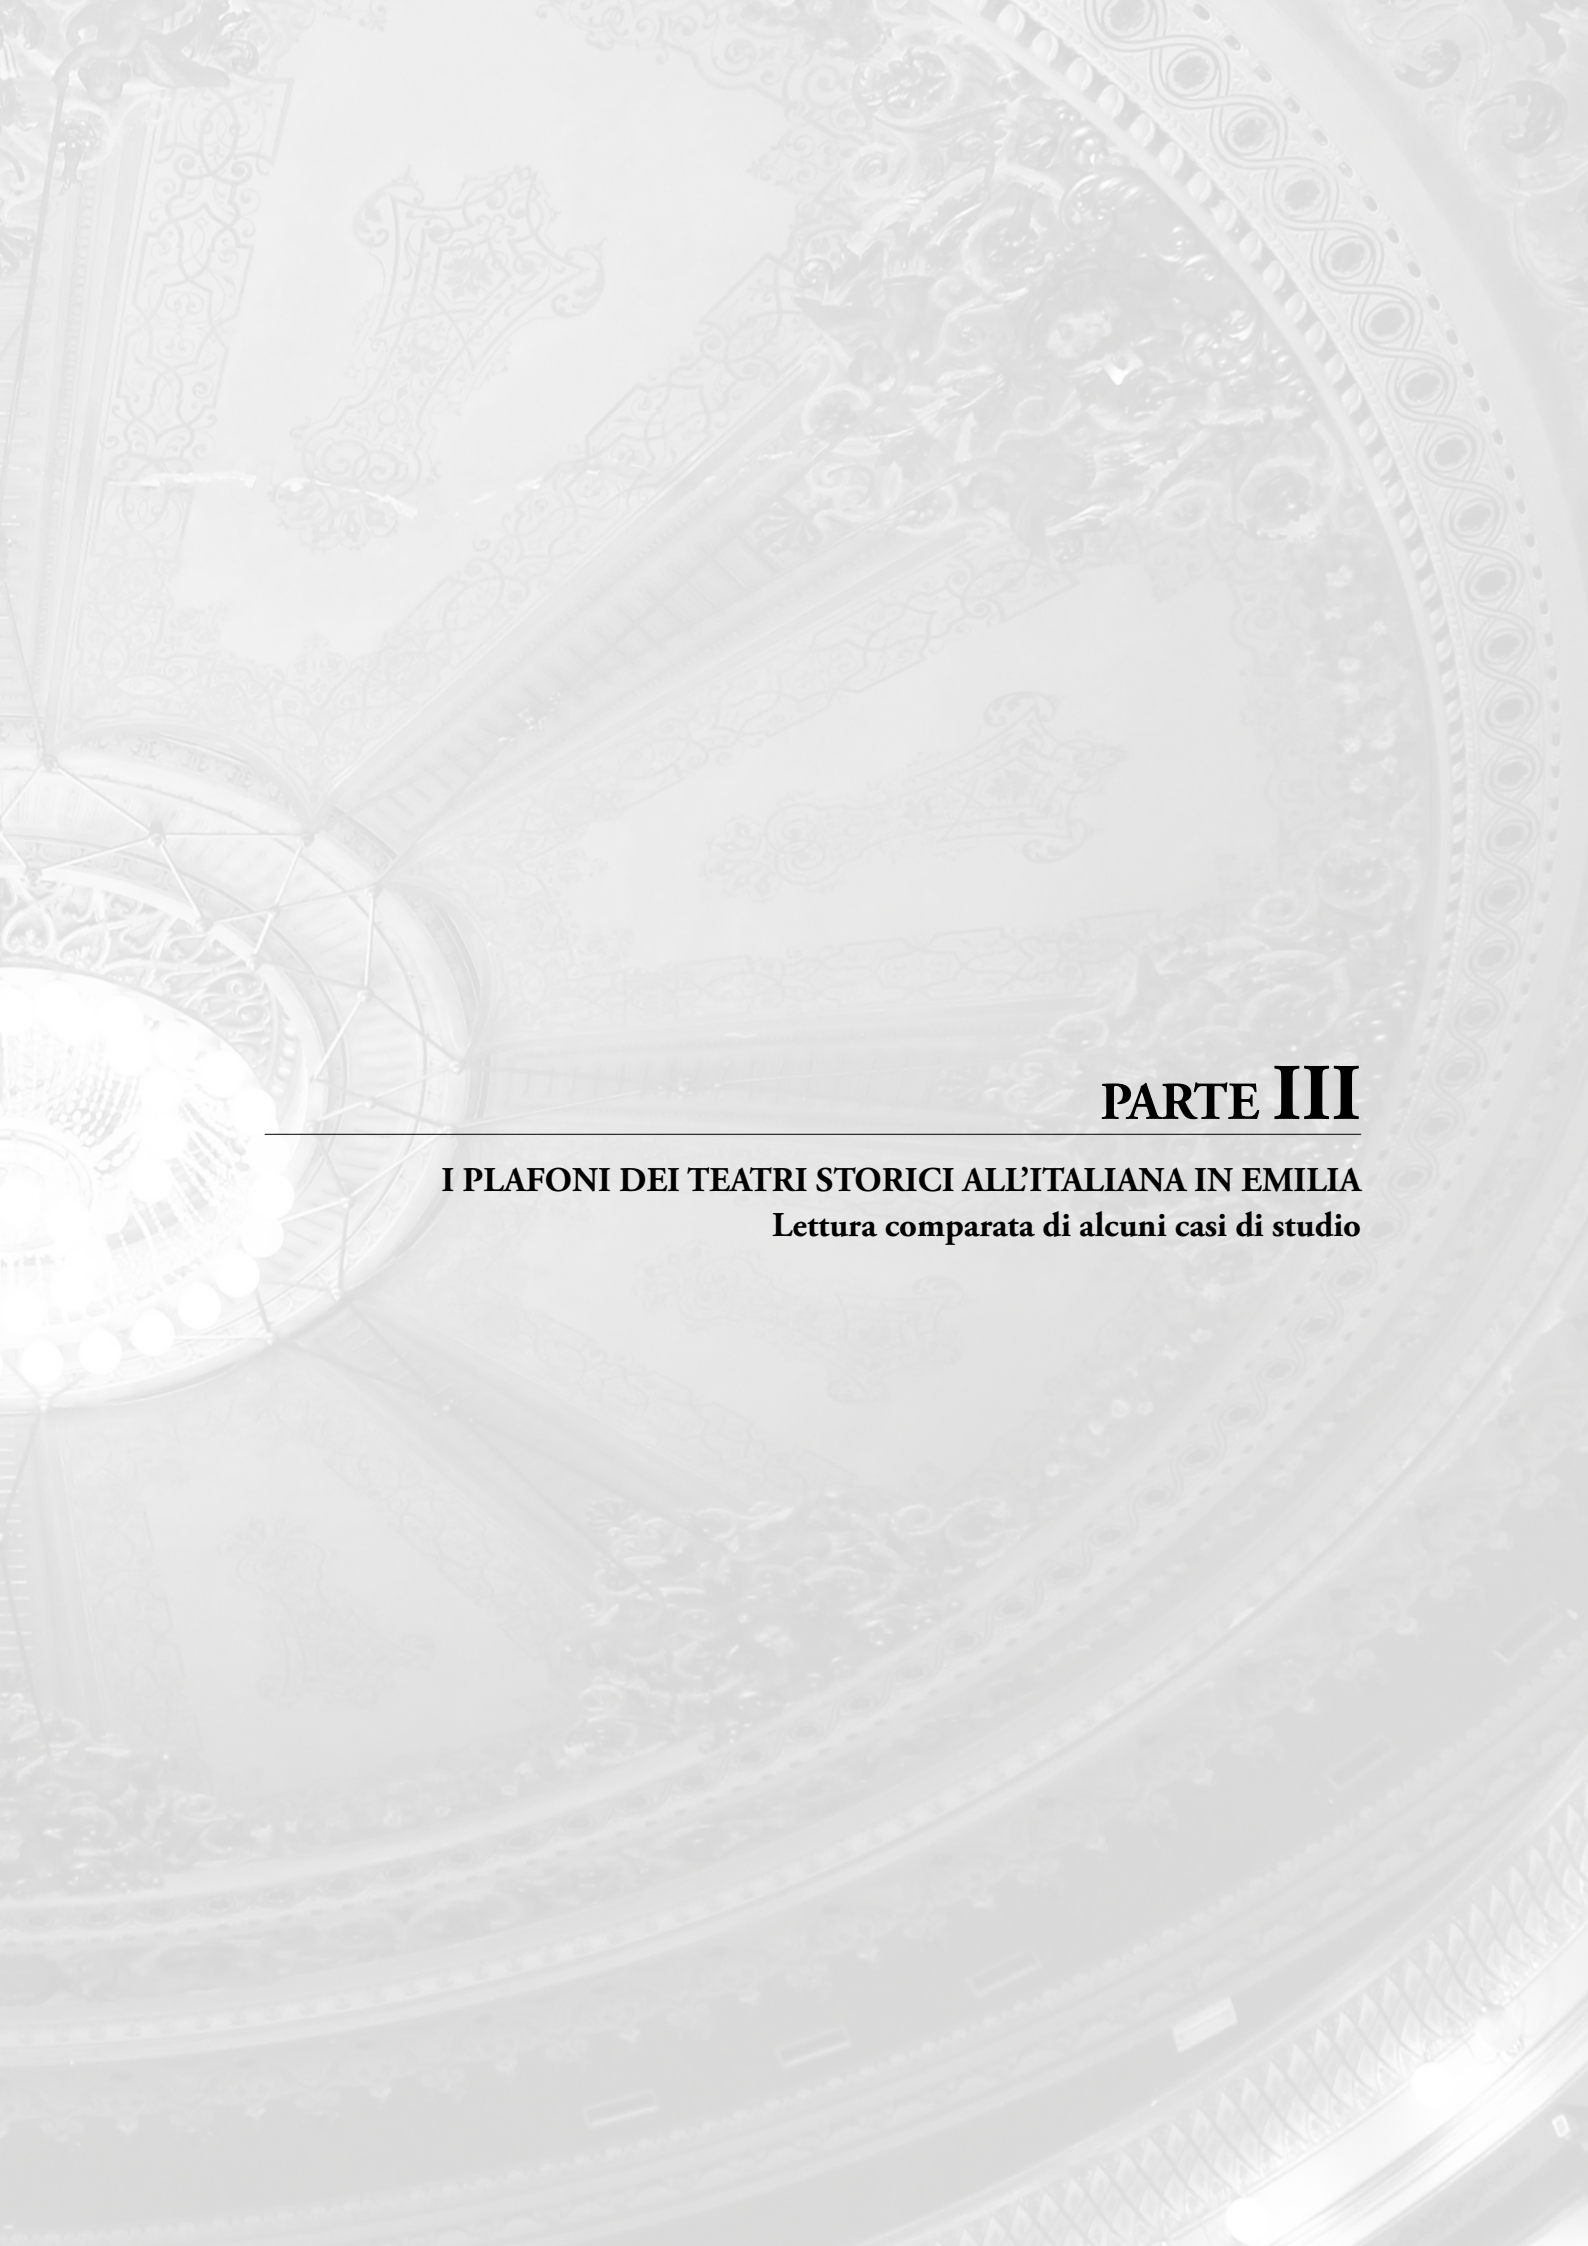 PARTE III
I PLAFONI DEI TEATRI STORICI ALL’ITALIANA IN EMILIA
Lettura comparata di alcuni casi di studio